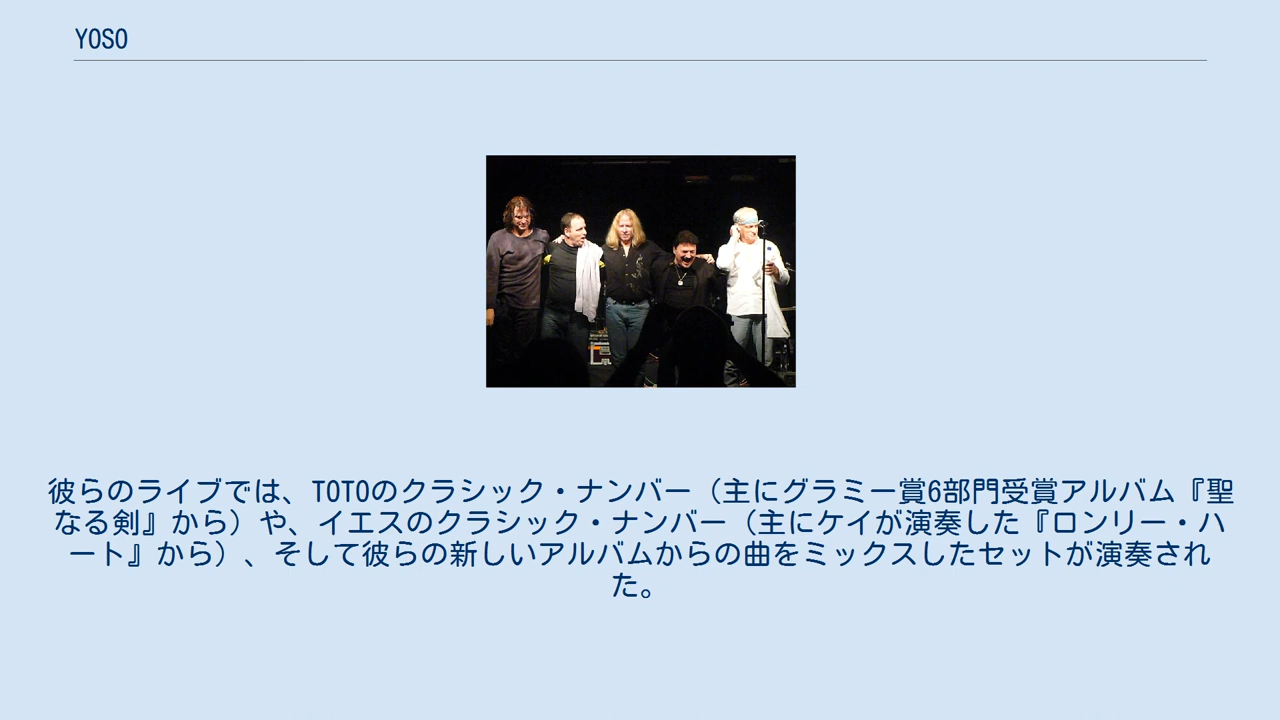 YOSO
彼らのライブでは、TOTOのクラシック・ナンバー（主にグラミー賞6部門受賞アルバム『聖
なる剣』から）や、イエスのクラシック・ナンバー（主にケイが演奏した『ロンリー・ハ
ート』から）、そして彼らの新しいアルバムからの曲をミックスしたセットが演奏され
た。